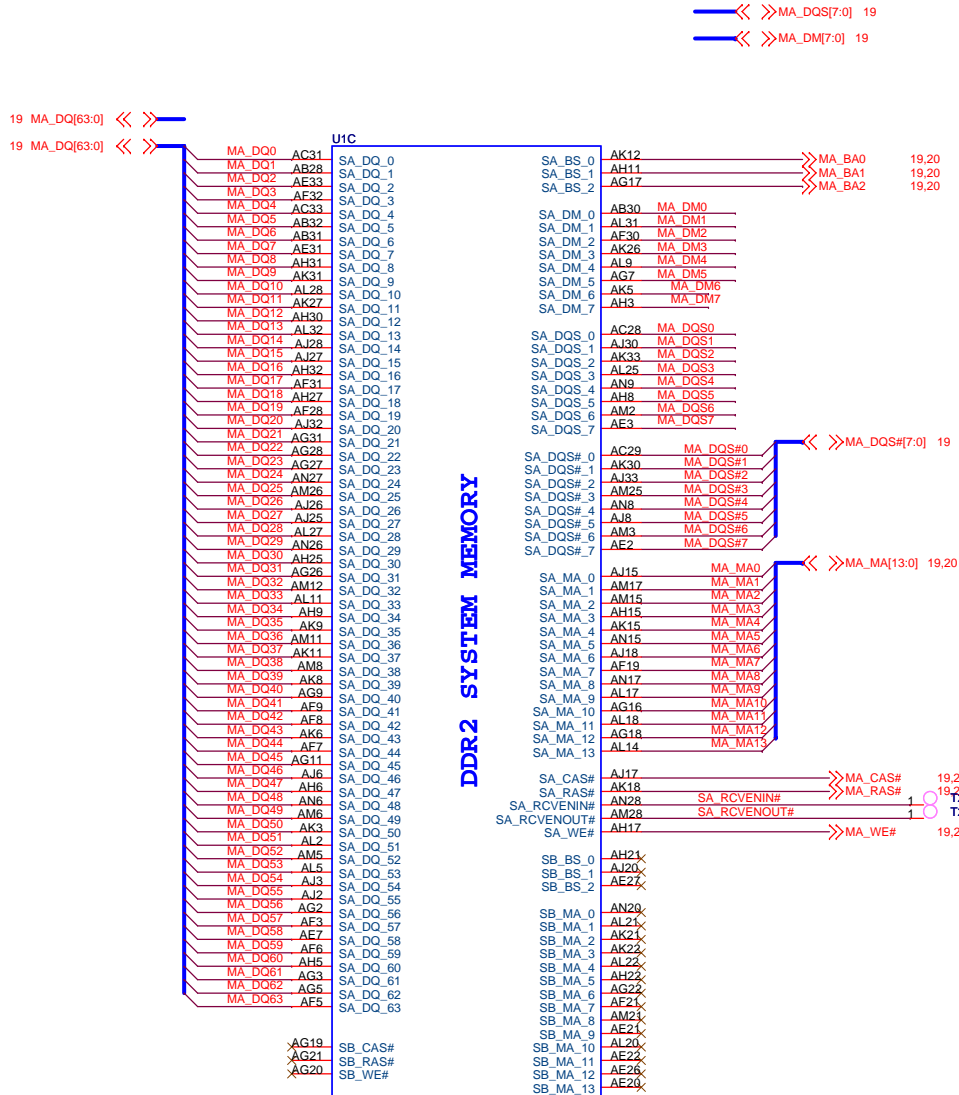 MA_DQS[7:0] 19
MA_DM[7:0] 19
19 MA_DQ[63:0]
19 MA_DQ[63:0]
U1C
DDR2 SYSTEM MEMORY
MA_DQ0 AC31 SA_DQ_0
MA_DQ1 AB28 SA_DQ_1
MA_DQ2 AE33 SA_DQ_2
MA_DQ3 AF32 SA_DQ_3
MA_DQ4 AC33 SA_DQ_4
MA_DQ5 AB32 SA_DQ_5
MA_DQ6 AB31 SA_DQ_6
MA_DQ7 AE31 SA_DQ_7
MA_DQ8 AH31 SA_DQ_8
MA_DQ9 AK31 SA_DQ_9
MA_DQ10 AL28 SA_DQ_10
MA_DQ11 AK27 SA_DQ_11
MA_DQ12 AH30 SA_DQ_12
MA_DQ13 AL32 SA_DQ_13
MA_DQ14 AJ28 SA_DQ_14
MA_DQ15 AJ27 SA_DQ_15
MA_DQ16 AH32 SA_DQ_16
MA_DQ17 AF31 SA_DQ_17
MA_DQ18 AH27 SA_DQ_18
MA_DQ19 AF28 SA_DQ_19
MA_DQ20 AJ32 SA_DQ_20
MA_DQ21 AG31 SA_DQ_21
MA_DQ22 AG28 SA_DQ_22
MA_DQ23 AG27 SA_DQ_23
MA_DQ24 AN27 SA_DQ_24
MA_DQ25 AM26 SA_DQ_25
MA_DQ26 AJ26 SA_DQ_26
MA_DQ27 AJ25 SA_DQ_27
MA_DQ28 AL27 SA_DQ_28
MA_DQ29 AN26 SA_DQ_29
MA_DQ30 AH25 SA_DQ_30
MA_DQ31 AG26 SA_DQ_31
MA_DQ32 AM12 SA_DQ_32
MA_DQ33 AL11 SA_DQ_33
MA_DQ34 AH9 SA_DQ_34
MA_DQ35 AK9 SA_DQ_35
MA_DQ36 AM11 SA_DQ_36
MA_DQ37 AK11 SA_DQ_37
MA_DQ38 AM8 SA_DQ_38
MA_DQ39 AK8 SA_DQ_39
MA_DQ40 AG9 SA_DQ_40
MA_DQ41 AF9 SA_DQ_41
MA_DQ42 AF8 SA_DQ_42
MA_DQ43 AK6 SA_DQ_43
MA_DQ44 AF7 SA_DQ_44
MA_DQ45 AG11 SA_DQ_45
MA_DQ46 AJ6 SA_DQ_46
MA_DQ47 AH6 SA_DQ_47
MA_DQ48 AN6 SA_DQ_48
MA_DQ49 AM6 SA_DQ_49
MA_DQ50 AK3 SA_DQ_50
MA_DQ51 AL2 SA_DQ_51
MA_DQ52 AM5 SA_DQ_52
MA_DQ53 AL5 SA_DQ_53
MA_DQ54 AJ3 SA_DQ_54
MA_DQ55 AJ2 SA_DQ_55
MA_DQ56 AG2 SA_DQ_56
MA_DQ57 AF3 SA_DQ_57
MA_DQ58 AE7 SA_DQ_58
MA_DQ59 AF6 SA_DQ_59
MA_DQ60 AH5 SA_DQ_60
MA_DQ61 AG3 SA_DQ_61
MA_DQ62 AG5 SA_DQ_62
MA_DQ63 AF5 SA_DQ_63
AG19 SB_CAS#
AG21 SB_RAS#
AG20 SB_WE#
SA_BS_0 AK12 MA_BA0 19,20
SA_BS_1 AH11 MA_BA1 19,20
SA_BS_2 AG17 MA_BA2 19,20
SA_DM_0 AB30 MA_DM0
SA_DM_1 AL31 MA_DM1
SA_DM_2 AF30 MA_DM2
SA_DM_3 AK26 MA_DM3
SA_DM_4 AL9 MA_DM4
SA_DM_5 AG7 MA_DM5
SA_DM_6 AK5 MA_DM6
SA_DM_7 AH3 MA_DM7
SA_DQS_0 AC28 MA_DQS0
SA_DQS_1 AJ30 MA_DQS1
SA_DQS_2 AK33 MA_DQS2
SA_DQS_3 AL25 MA_DQS3
SA_DQS_4 AN9 MA_DQS4
SA_DQS_5 AH8 MA_DQS5
SA_DQS_6 AM2 MA_DQS6
SA_DQS_7 AE3 MA_DQS7
MA_DQS#[7:0] 19
SA_DQS#_0 AC29 MA_DQS#0
SA_DQS#_1 AK30 MA_DQS#1
SA_DQS#_2 AJ33 MA_DQS#2
SA_DQS#_3 AM25 MA_DQS#3
SA_DQS#_4 AN8 MA_DQS#4
SA_DQS#_5 AJ8 MA_DQS#5
SA_DQS#_6 AM3 MA_DQS#6
SA_DQS#_7 AE2 MA_DQS#7
MA_MA[13:0] 19,20
SA_MA_0 AJ15 MA_MA0
SA_MA_1 AM17 MA_MA1
SA_MA_2 AM15 MA_MA2
SA_MA_3 AH15 MA_MA3
SA_MA_4 AK15 MA_MA4
SA_MA_5 AN15 MA_MA5
SA_MA_6 AJ18 MA_MA6
SA_MA_7 AF19 MA_MA7
SA_MA_8 AN17 MA_MA8
SA_MA_9 AL17 MA_MA9
SA_MA_10 AG16 MA_MA10
SA_MA_11 AL18 MA_MA11
SA_MA_12 AG18 MA_MA12
SA_MA_13 AL14 MA_MA13
SA_CAS# AJ17 MA_CAS# 19,2
SA_RAS# AK18 MA_RAS# 19,2
SA_RCVENIN# AN28 SA_RCVENIN# 1 T
SA_RCVENOUT# AM28 SA_RCVENOUT# 1 T
SA_WE# AH17 MA_WE# 19,2
SB_BS_0 AH21
SB_BS_1 AJ20
SB_BS_2 AE27
SB_MA_0 AN20
SB_MA_1 AL21
SB_MA_2 AK21
SB_MA_3 AK22
SB_MA_4 AL22
SB_MA_5 AH22
SB_MA_6 AG22
SB_MA_7 AF21
SB_MA_8 AM21
SB_MA_9 AE21
SB_MA_10 AL20
SB_MA_11 AE22
SB_MA_12 AE26
SB_MA_13 AE20